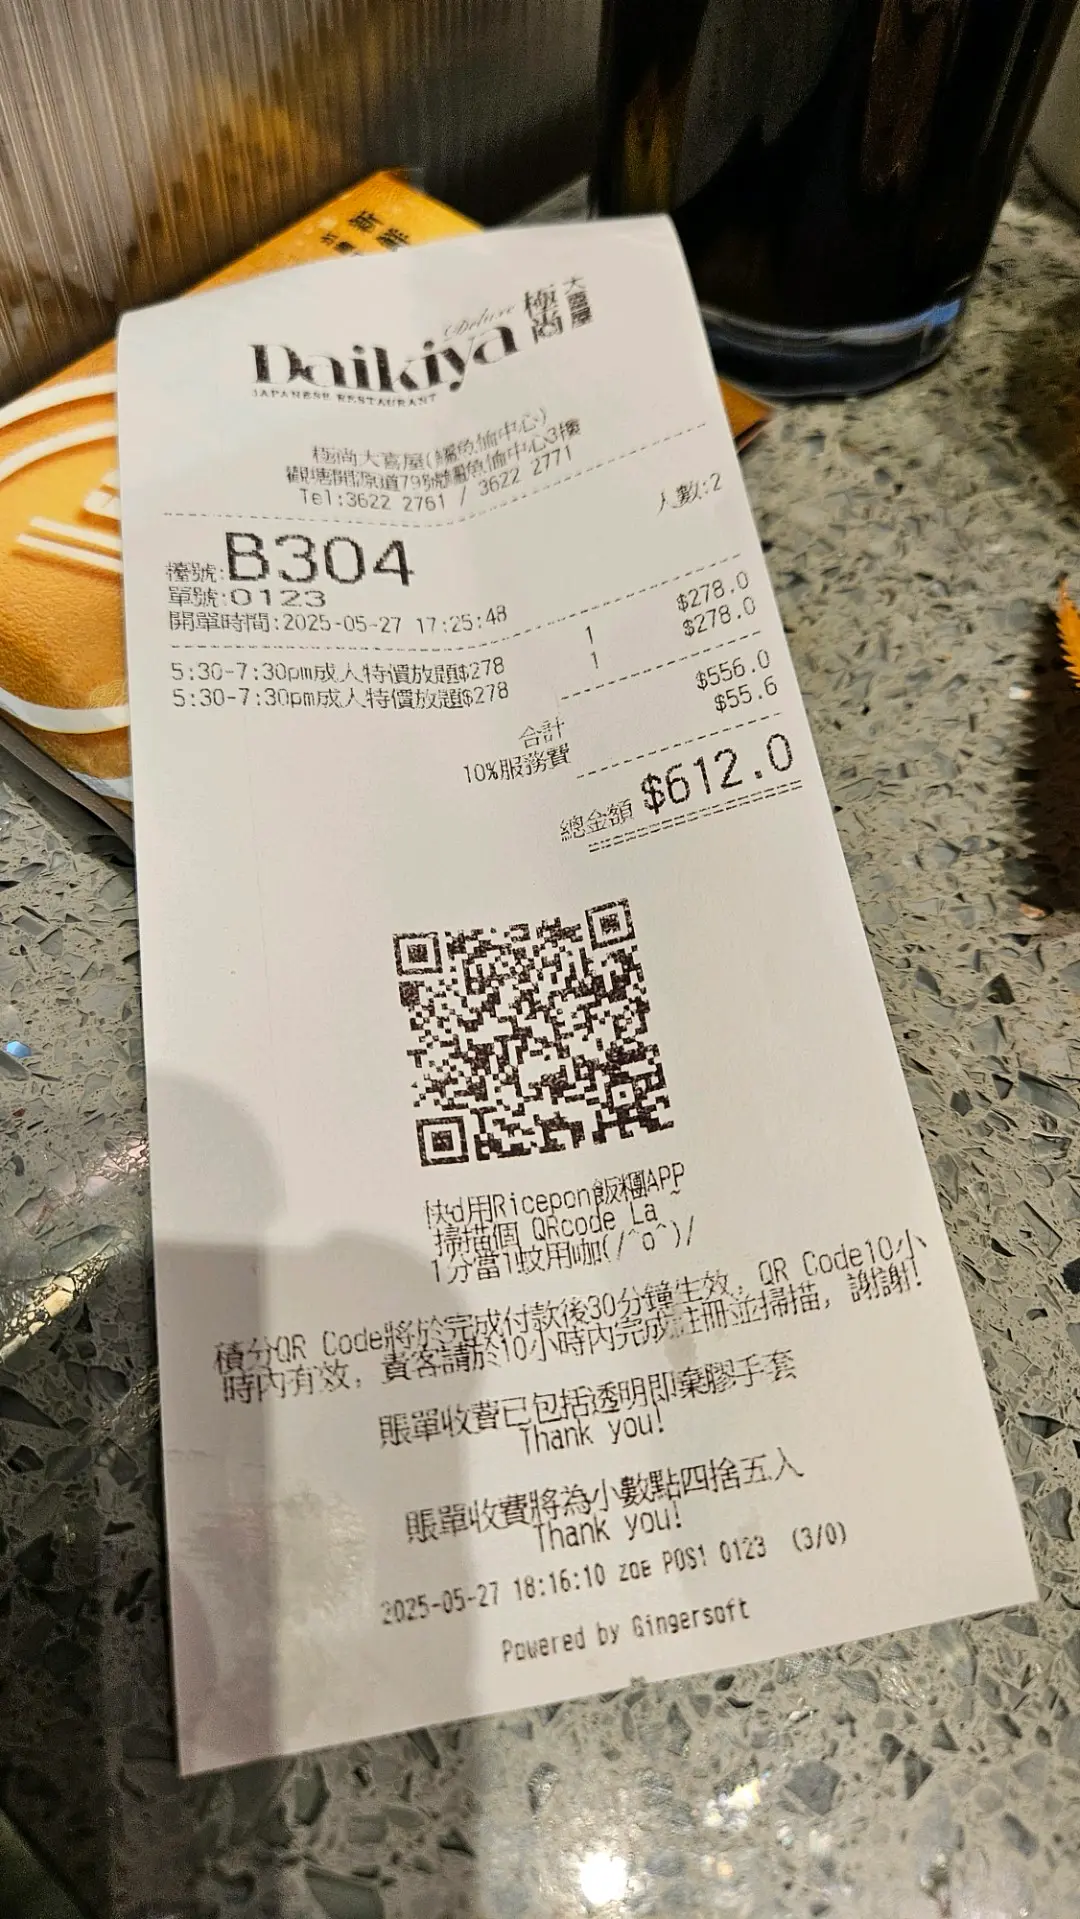 Deluxe
Daikiya 極尚大喜屋
JAPANESE RESTAURANT
極尚大喜屋(鱷魚恤中心)
觀塘開源道79號鱷魚恤中心3樓
Tel:3622 2761 / 3622 2771
人數:2
檯號:B304
單號:0123
開單時間:2025-05-27 17:25:48
5:30-7:30pm成人特價放題$278 1 $278.0
5:30-7:30pm成人特價放題$278 1 $278.0
合計 $556.0
10%服務費 $55.6
總金額 $612.0
快d用Ricepon飯糰APP
掃描個 QRcode La~
1分當1蚊用咖(/^o^)/
積分QR Code將於完成付款後30分鐘生效, QR Code10小
時內有效, 貴客請於10小時內完成註冊並掃描, 謝謝!
賬單收費已包括透明即棄膠手套
Thank you!
賬單收費將為小數點四捨五入
Thank you!
2025-05-27 18:16:10 zoe POS1 0123 (3/0)
Powered by Gingersoft